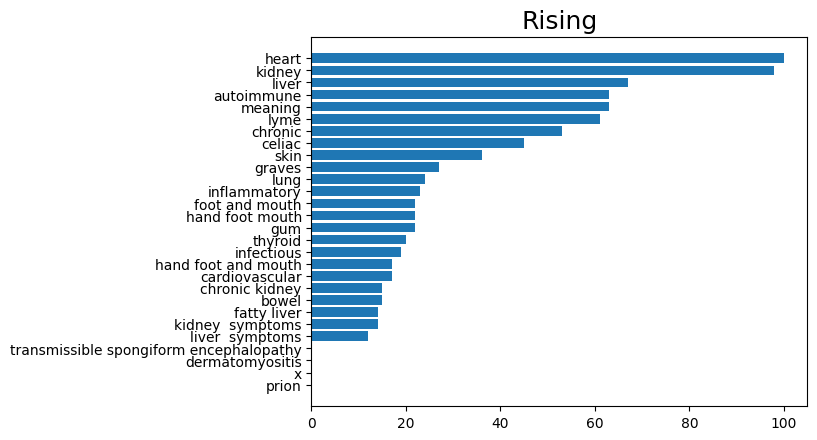 Rising
heart
kidney
liver
autoimmune
meaning
lyme
chronic
celiac
skin
graves
lung
inflammatory
foot and mouth
hand foot mouth
gum
thyroid
infectious
hand foot and mouth
cardiovascular
chronic kidney
bowel
fatty liver
kidney  symptoms
liver  symptoms
transmissible spongiform encephalopathy
dermatomyositis
x
prion
0 20 40 60 80 100